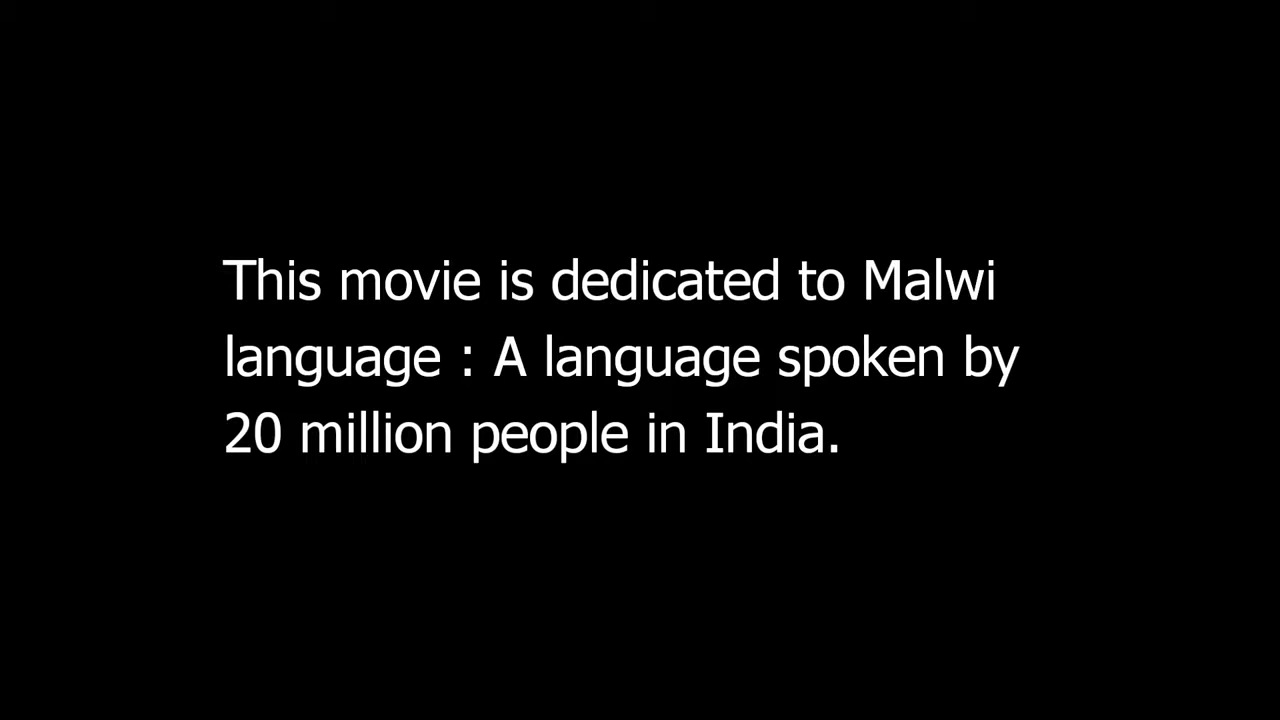 This movie is dedicated to Malwi
language : A language spoken by
20 million people in India.